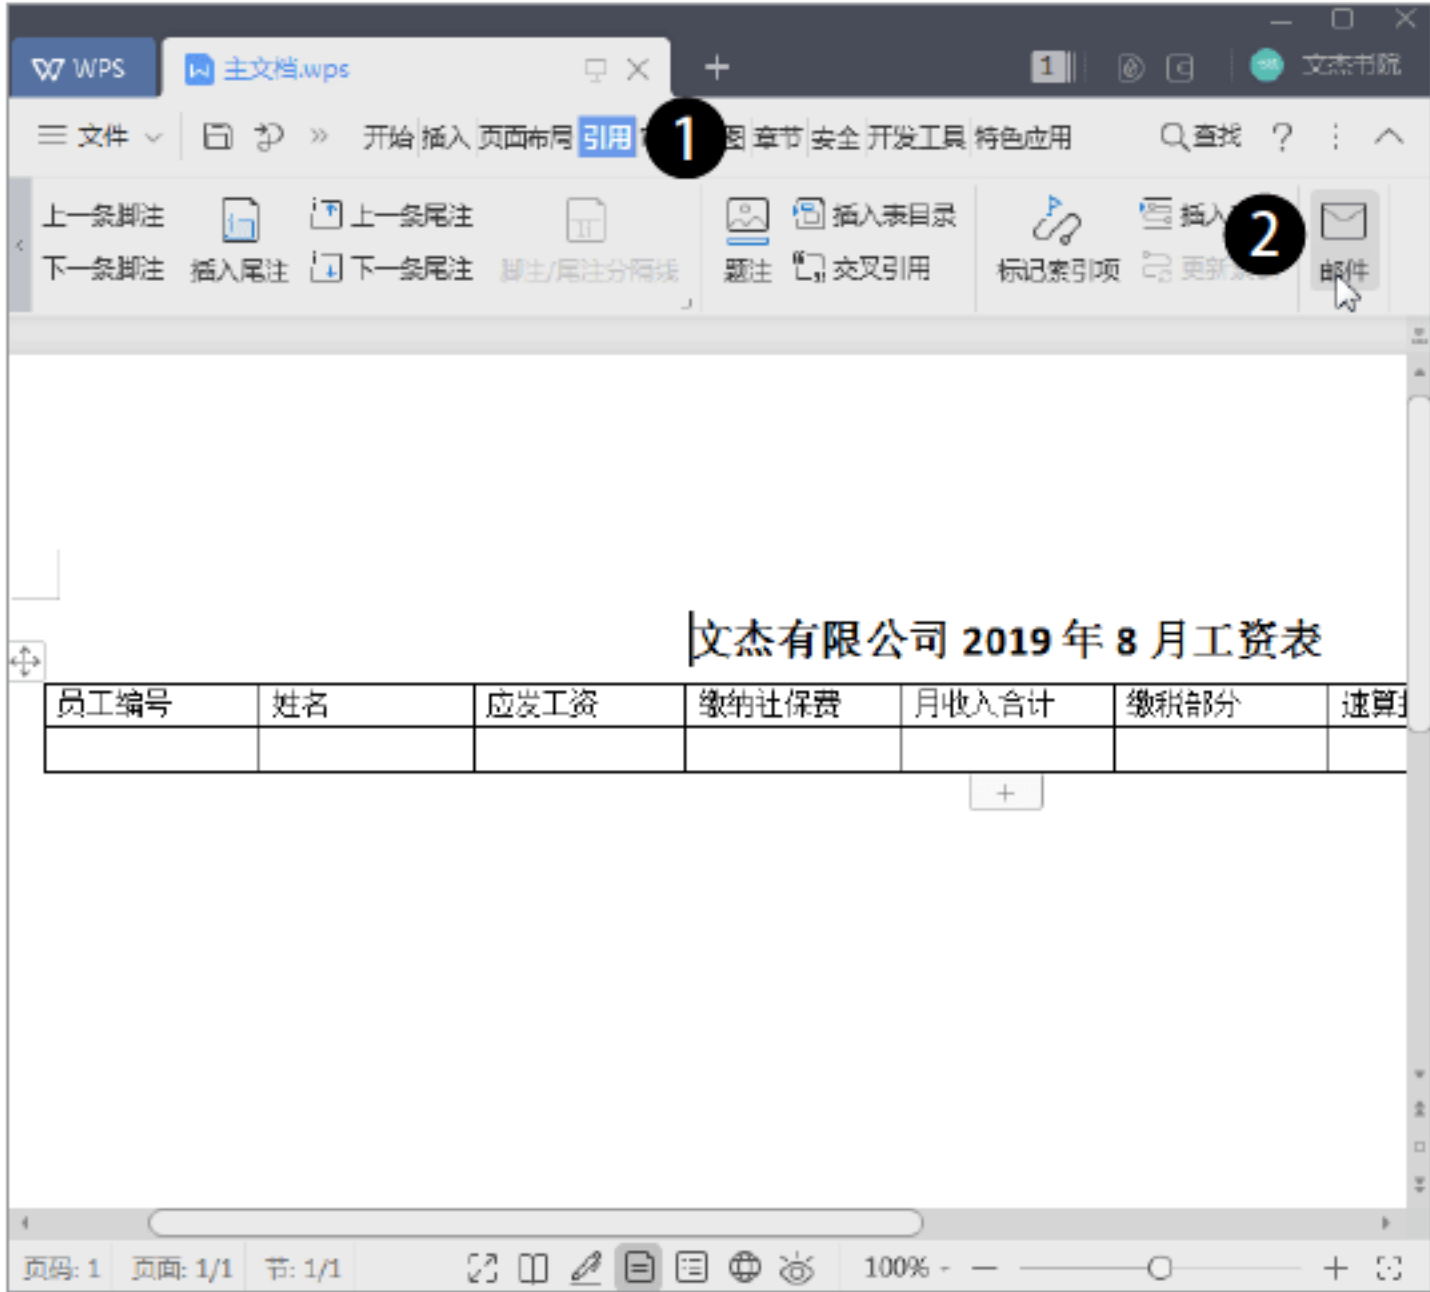 WPS 主文档.wps 1 文杰书院
文件 开始 插入 页面布局 引用 1 图 章节 安全 开发工具 特色应用 查找 ?
上一条脚注 上一条尾注 插入表目录 插入 2
下一条脚注 插入尾注 下一条尾注 脚注/尾注分隔线 题注 交叉引用 标记索引项 更新 邮件
文杰有限公司 2019 年 8 月工资表
员工编号 姓名 应发工资 缴纳社保费 月收入合计 缴税部分 速算
页码: 1 页面: 1/1 节: 1/1 100%